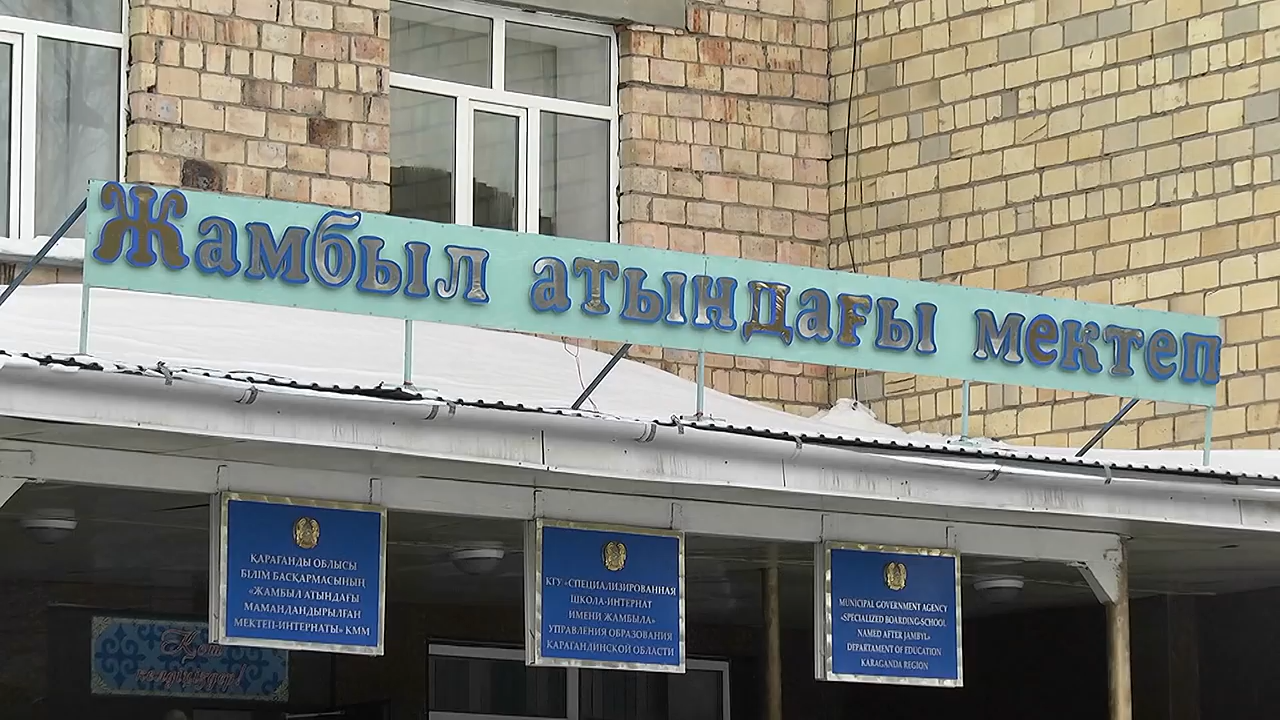 Жамбыл атындағы мектеп
ҚАРАҒАНДЫ ОБЛЫСЫ
БІЛІМ БАСҚАРМАСЫНЫҢ
«ЖАМБЫЛ АТЫНДАҒЫ
МАМАНДАНДЫРЫЛҒАН
МЕКТЕП-ИНТЕРНАТЫ» КММ
КГУ «СПЕЦИАЛИЗИРОВАННАЯ
ШКОЛА-ИНТЕРНАТ
ИМЕНИ ЖАМБЫЛА»
УПРАВЛЕНИЯ ОБРАЗОВАНИЯ
КАРАГАНДИНСКОЙ ОБЛАСТИ
MUNICIPAL GOVERNMENT AGENCY
«SPECIALIZED BOARDING-SCHOOL
NAMED AFTER JAMBYL»
DEPARTAMENT OF EDUCATION
KARAGANDA REGION
Қош
келдіңіздер!